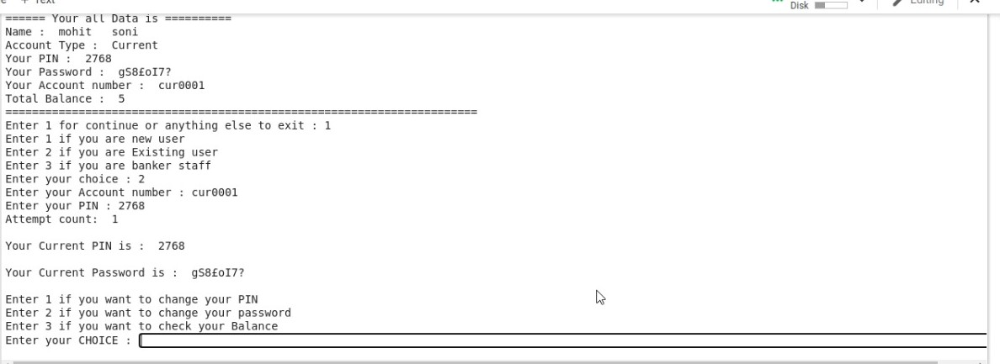 + Text
Disk
Editing
====== Your all Data is ==========
Name :  mohit   soni
Account Type :  Current
Your PIN :  2768
Your Password :  gS8£oI7?
Your Account number :  cur0001
Total Balance :  5
=======================================================================
Enter 1 for continue or anything else to exit : 1
Enter 1 if you are new user
Enter 2 if you are Existing user
Enter 3 if you are banker staff
Enter your choice : 2
Enter your Account number : cur0001
Enter your PIN : 2768
Attempt count:  1
Your Current PIN is :  2768
Your Current Password is :  gS8£oI7?
Enter 1 if you want to change your PIN
Enter 2 if you want to change your password
Enter 3 if you want to check your Balance
Enter your CHOICE :